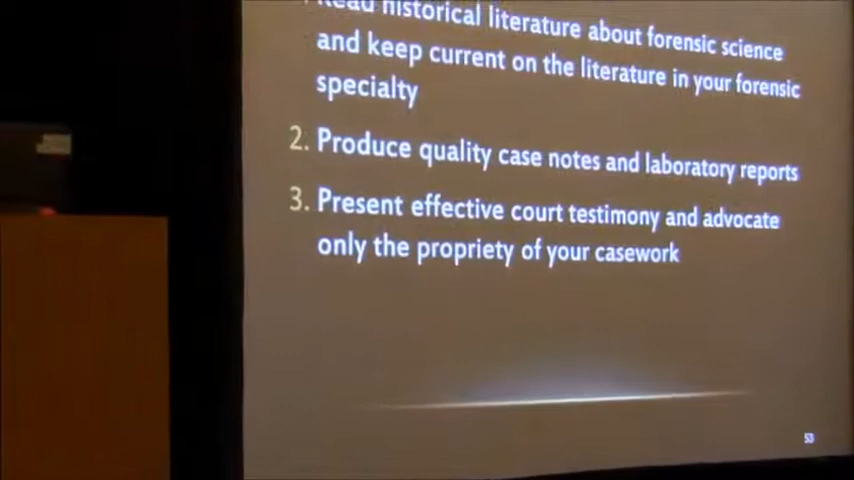 Read historical literature about forensic science
and keep current on the literature in your forensic
specialty
2. Produce quality case notes and laboratory reports
3. Present effective court testimony and advocate
only the propriety of your casework
53